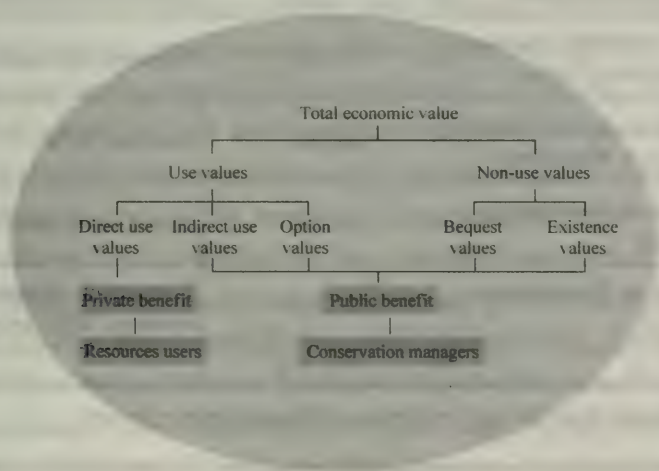 Total economic value
Use values Non-use values
Direct use values Indirect use values Option values Bequest values Existence values
Private benefit Public benefit
Resources users Conservation managers